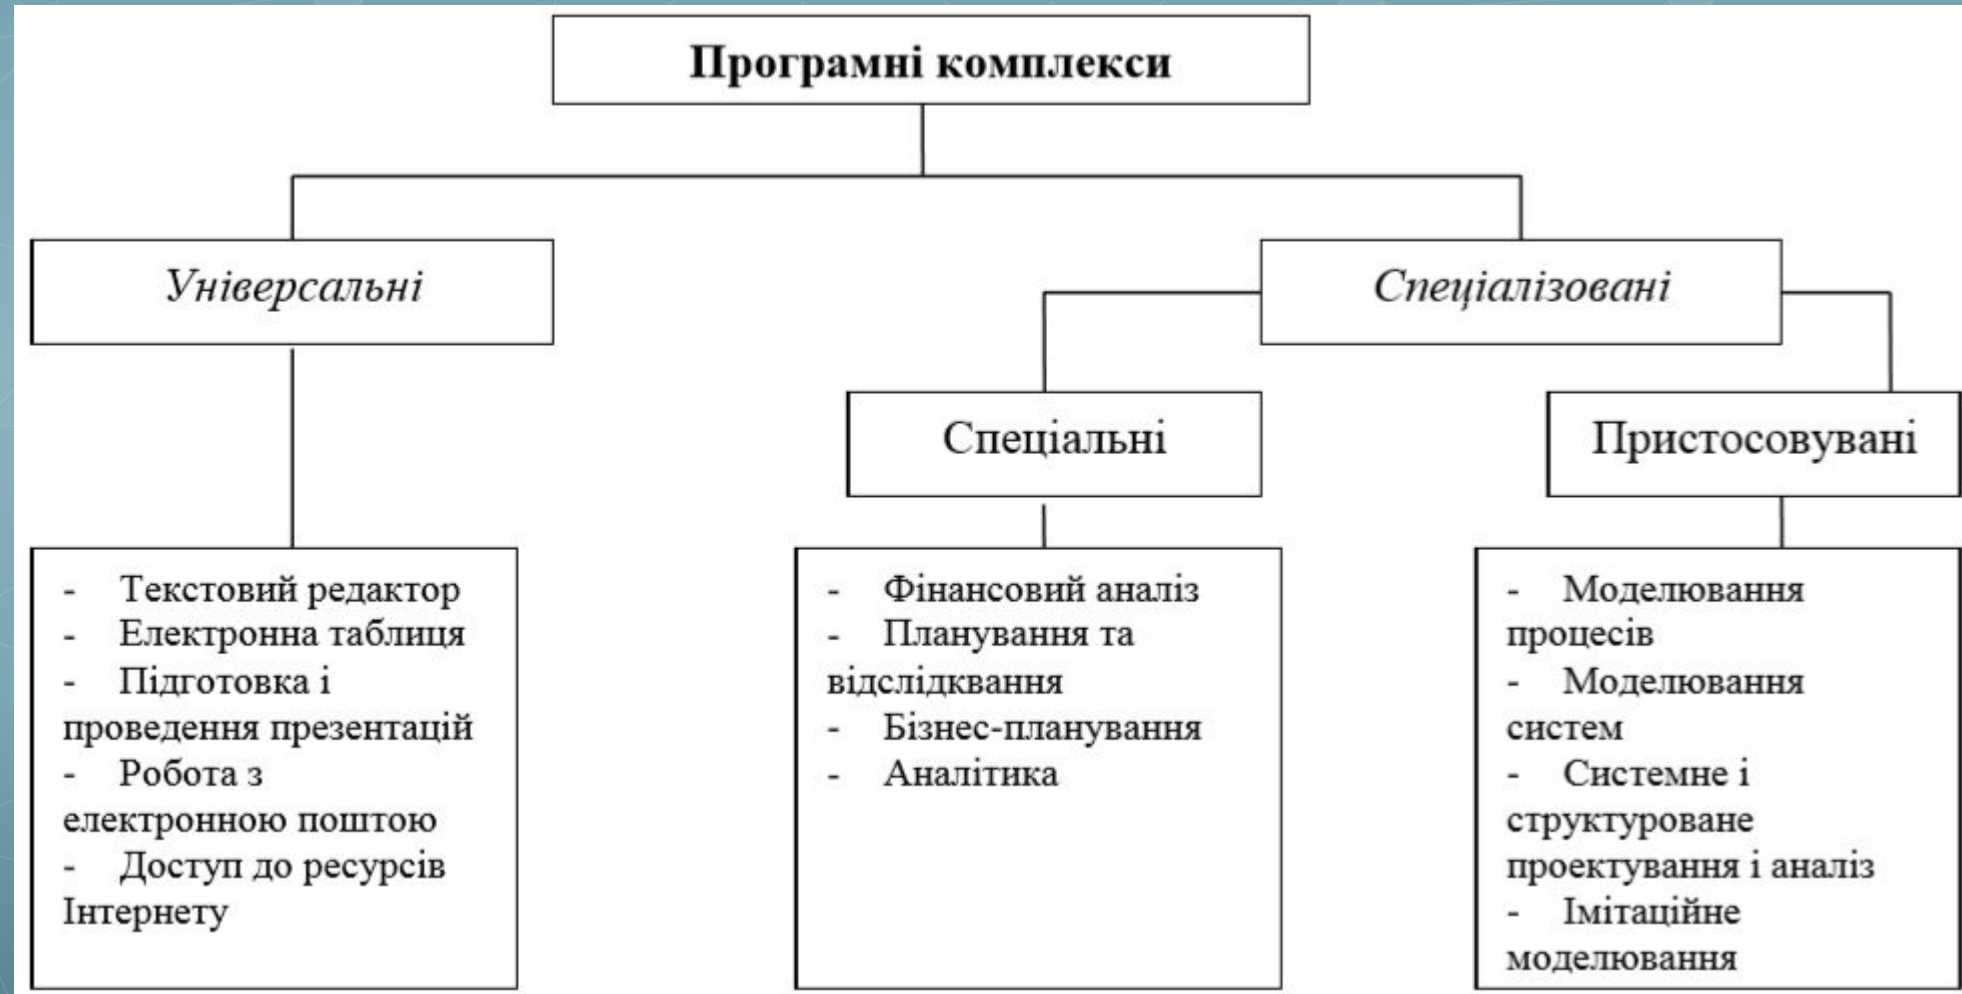 Програмні комплекси
Універсальні
Спеціалізовані
Спеціальні
Пристосовувані
- Текстовий редактор
- Електронна таблиця
- Підготовка і
проведення презентацій
- Робота з
електронною поштою
- Доступ до ресурсів
Інтернету
- Фінансовий аналіз
- Планування та
відслідквання
- Бізнес-планування
- Аналітика
- Моделювання
процесів
- Моделювання
систем
- Системне і
структуроване
проектування і аналіз
- Імітаційне
моделювання